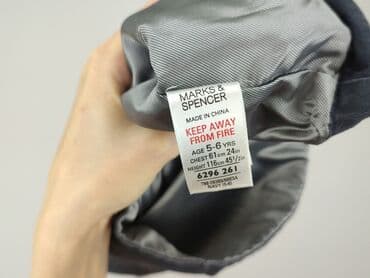 MARKS &
SPENCER
MADE IN CHINA
KEEP AWAY
FROM FIRE
AGE 5-6 YRS
CHEST 61cm 24in
HEIGHT 116cm 45½in
6296 261
NAVY